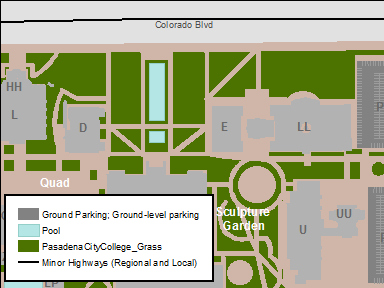 Colorado Blvd
HH
L
D
E
LL
P
Quad
Sculpture
Garden
U
UU
Ground Parking; Ground-level parking
Pool
PasadenaCityCollege_Grass
Minor Highways (Regional and Local)
LP